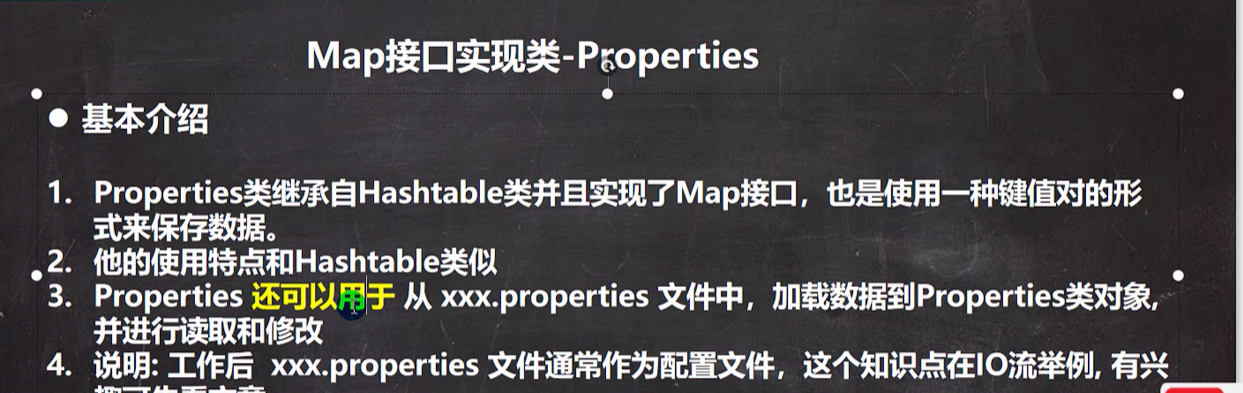 Map接口实现类-Properties
● 基本介绍
1. Properties类继承自Hashtable类并且实现了Map接口，也是使用一种键值对的形
式来保存数据。
2. 他的使用特点和Hashtable类似
3. Properties 还可以用于 从 xxx.properties 文件中，加载数据到Properties类对象,
并进行读取和修改
4. 说明: 工作后 xxx.properties 文件通常作为配置文件，这个知识点在IO流举例, 有兴